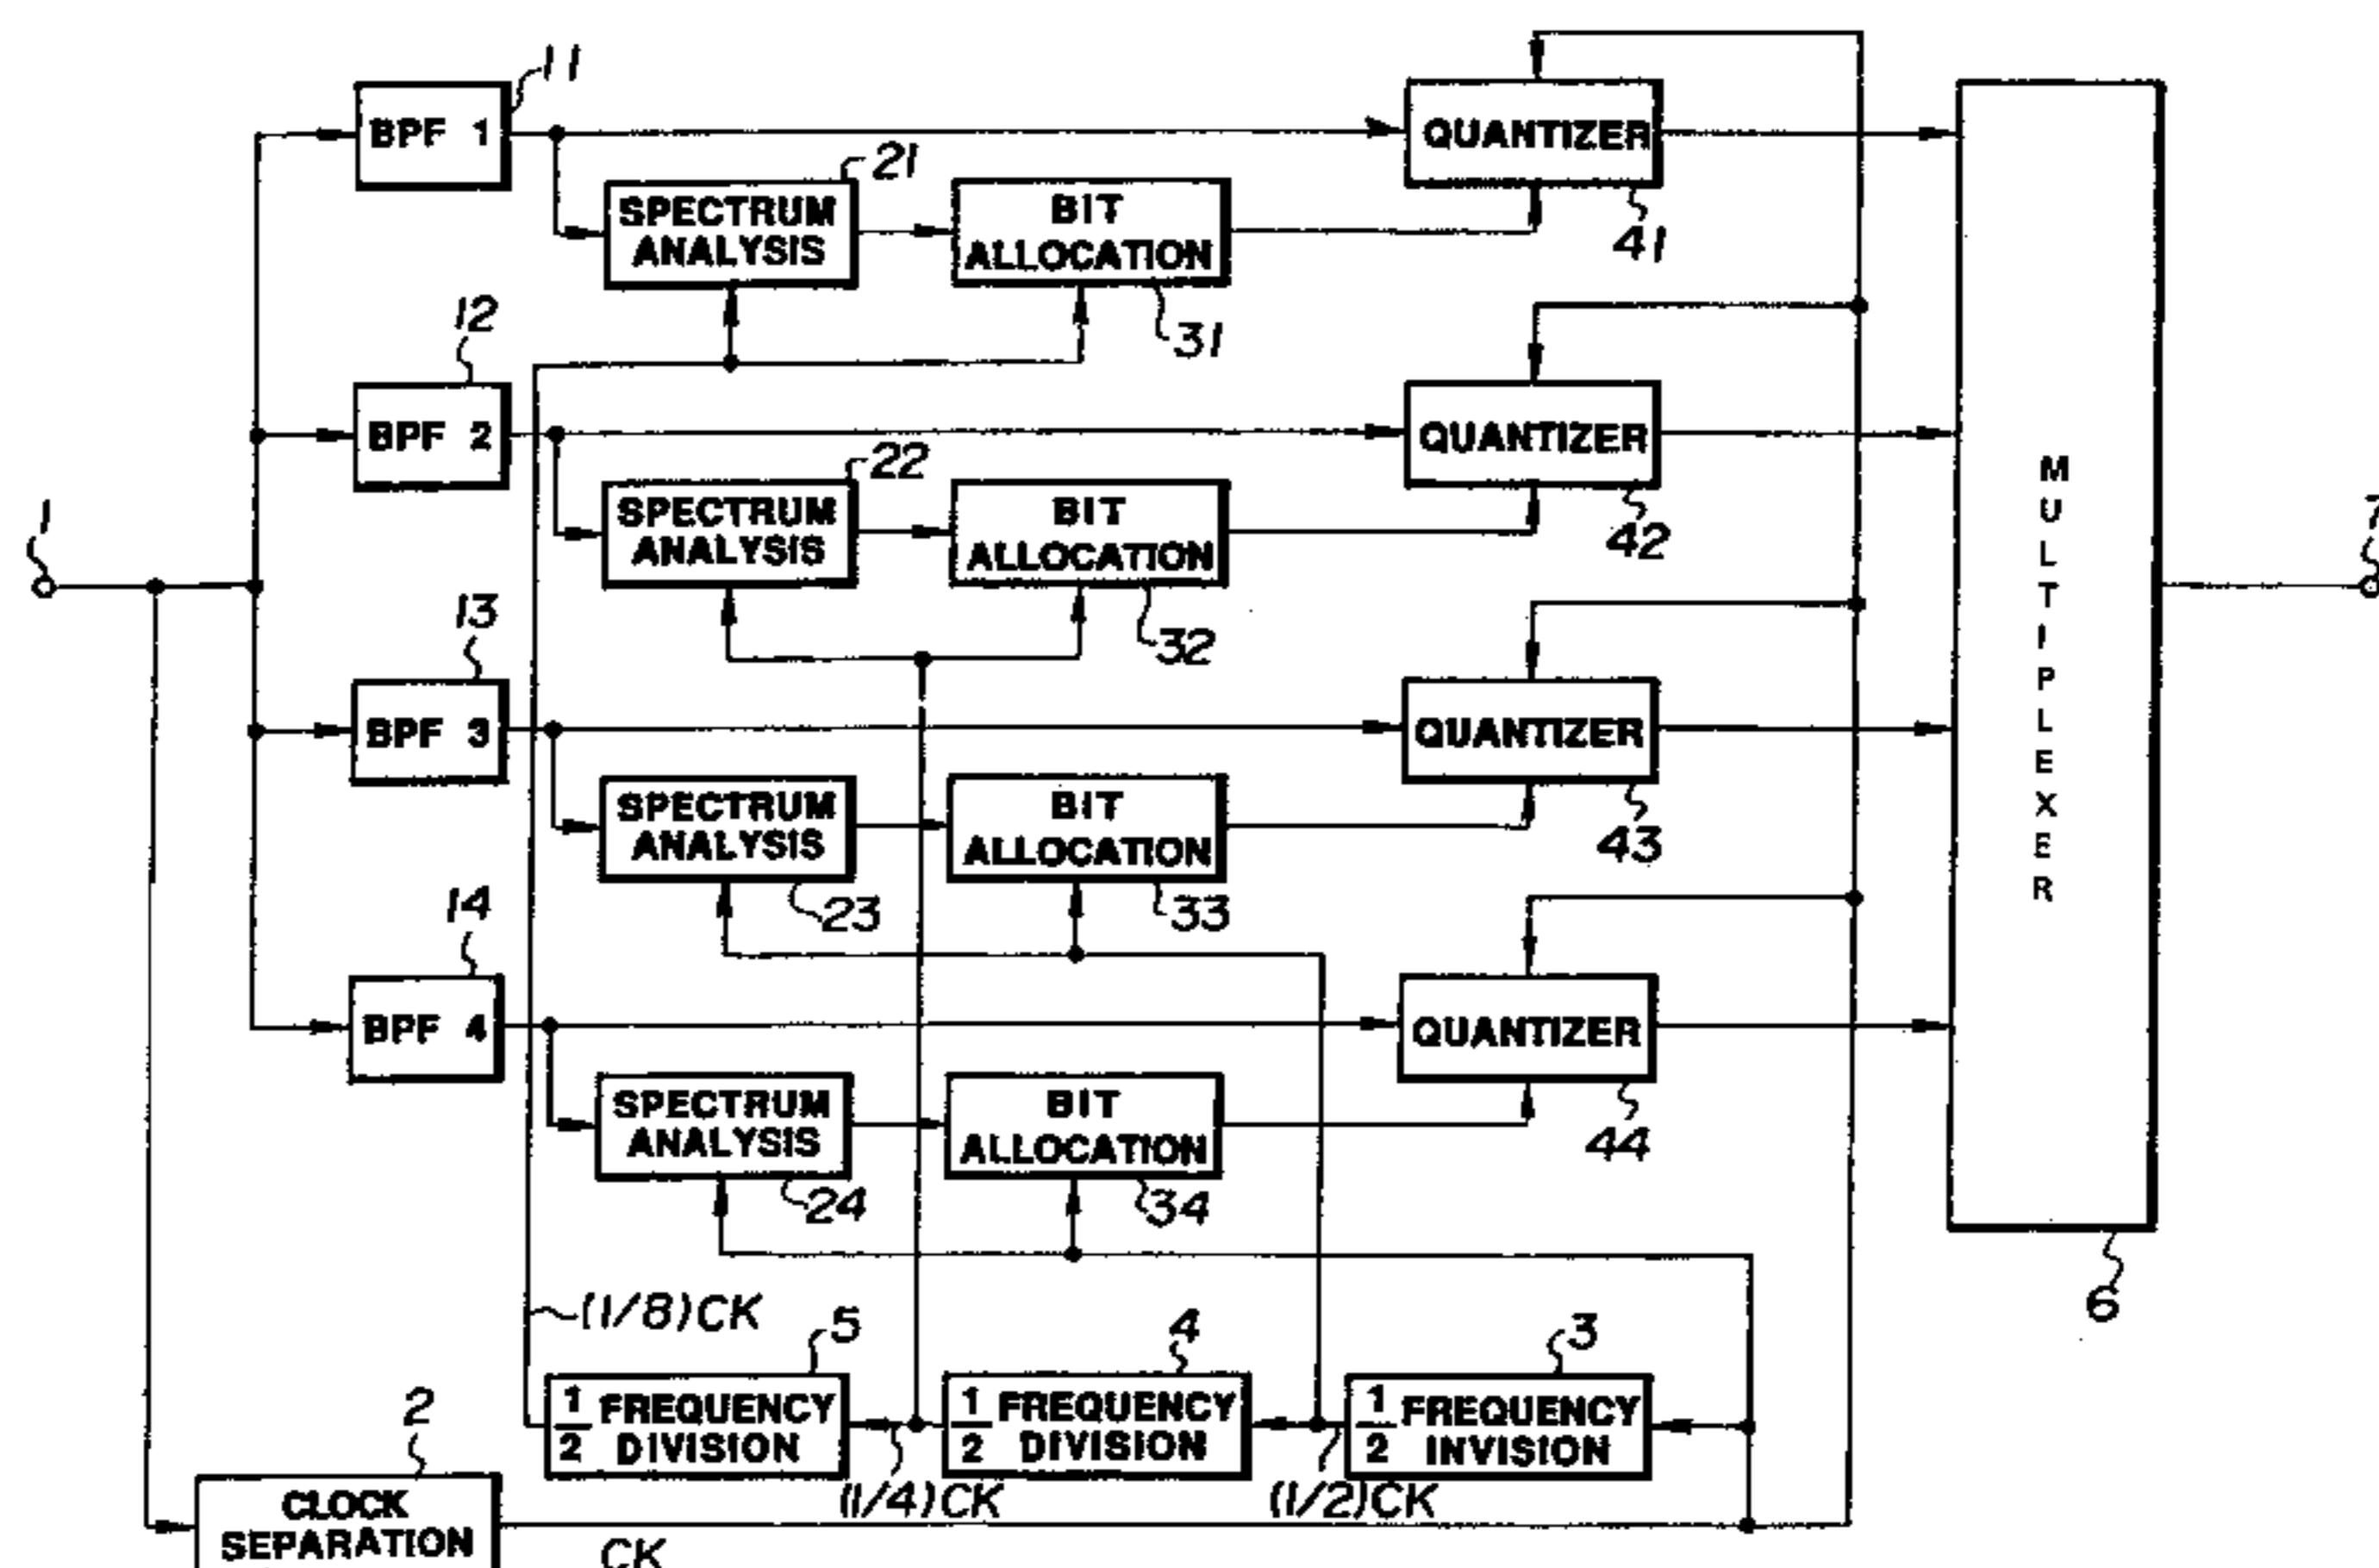 11
BPF 1
QUANTIZER
21
SPECTRUM
ANALYSIS
BIT
ALLOCATION
41
31
12
BPF 2
QUANTIZER
22
SPECTRUM
ANALYSIS
BIT
ALLOCATION
42
32
1
7
MULTIPLEXER
13
BPF 3
QUANTIZER
SPECTRUM
ANALYSIS
BIT
ALLOCATION
43
23
33
14
BPF 4
QUANTIZER
SPECTRUM
ANALYSIS
BIT
ALLOCATION
44
24
34
6
(1/8)CK
5
4
3
1/2 FREQUENCY
DIVISION
1/2 FREQUENCY
DIVISION
1/2 FREQUENCY
INVISION
2
(1/4)CK
(1/2)CK
CLOCK
SEPARATION
CK